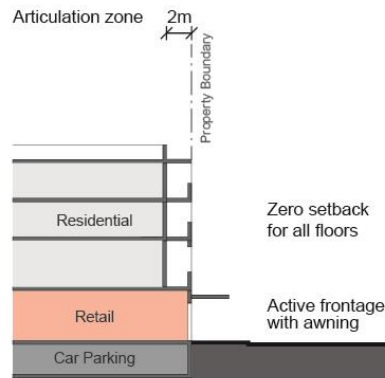 Articulation zone
2m
Property Boundary
Residential
Zero setback
for all floors
Retail
Active frontage
with awning
Car Parking